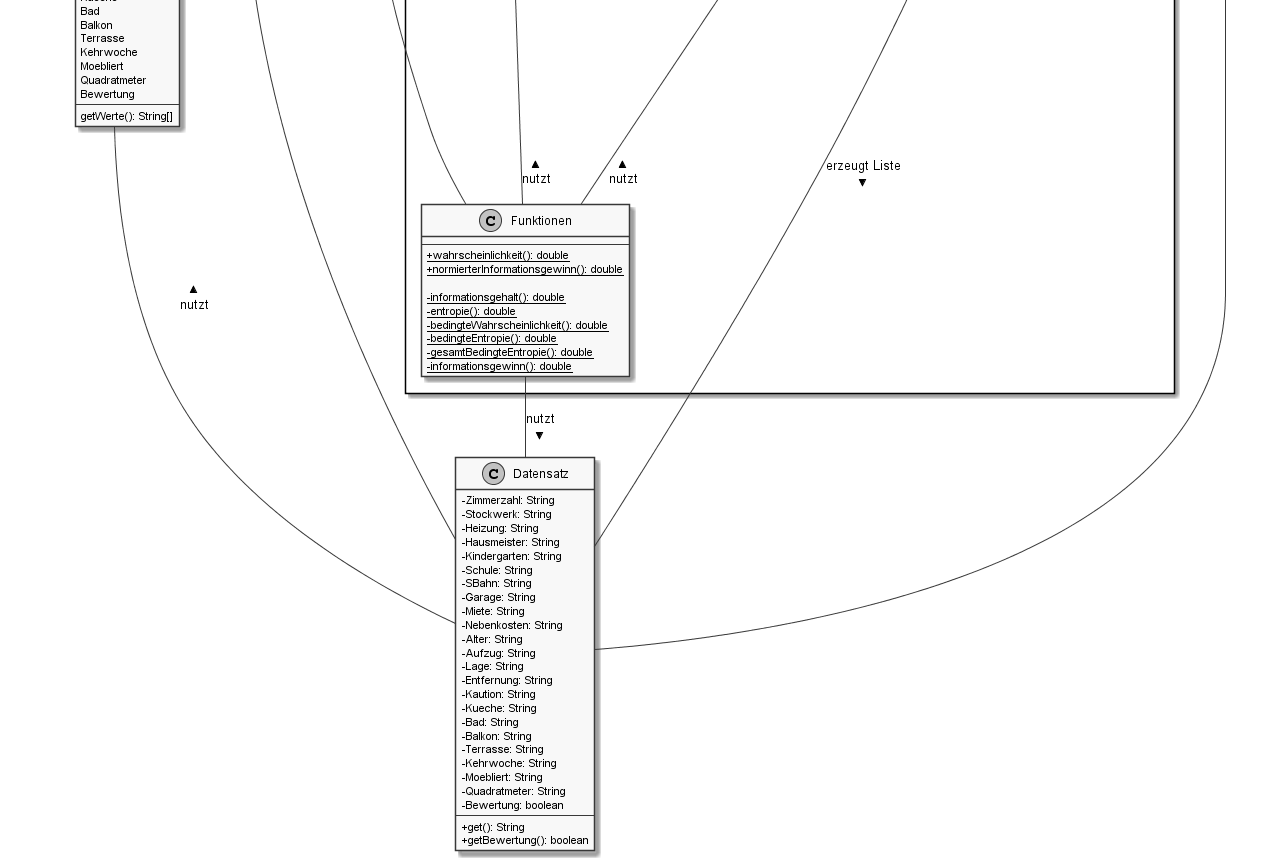 Bad
Balkon
Terrasse
Kehrwoche
Moebliert
Quadratmeter
Bewertung
getWerte(): String[]
▲
nutzt
▲
nutzt
erzeugt Liste
▼
C Funktionen
+wahrscheinlichkeit(): double
+normierterInformationsgewinn(): double
-informationsgehalt(): double
-entropie(): double
-bedingteWahrscheinlichkeit(): double
-bedingteEntropie(): double
-gesamtBedingteEntropie(): double
-informationsgewinn(): double
▲
nutzt
nutzt
▼
C Datensatz
-Zimmerzahl: String
-Stockwerk: String
-Heizung: String
-Hausmeister: String
-Kindergarten: String
-Schule: String
-SBahn: String
-Garage: String
-Miete: String
-Nebenkosten: String
-Alter: String
-Aufzug: String
-Lage: String
-Entfernung: String
-Kaution: String
-Kueche: String
-Bad: String
-Balkon: String
-Terrasse: String
-Kehrwoche: String
-Moebliert: String
-Quadratmeter: String
-Bewertung: boolean
+get(): String
+getBewertung(): boolean